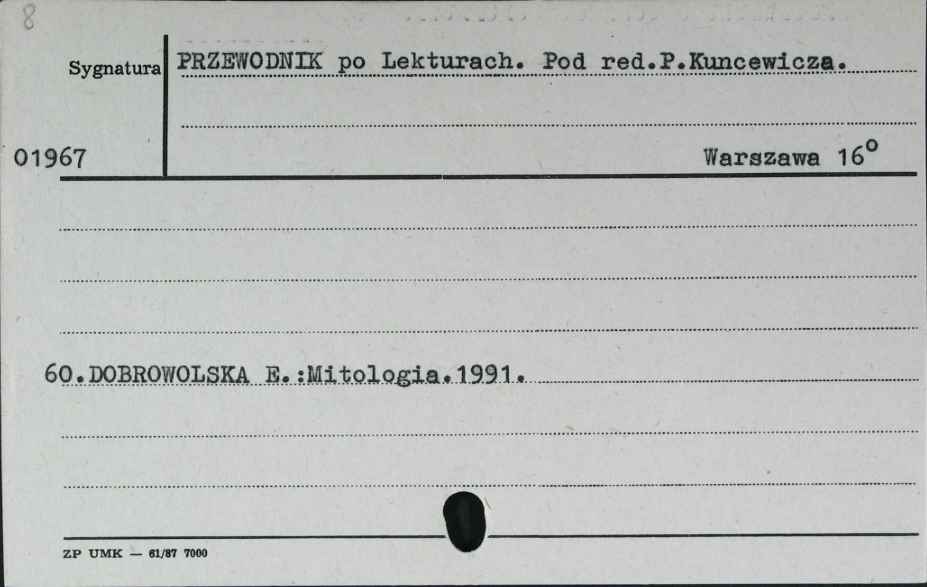 8
Sygnatura
PRZEWODNIK po Lekturach. Pod red.P.Kuncewicza.
01967
Warszawa 16°
60.DOBROWOLSKA E.:Mitologia.1991.
ZP UMK — 61/87 7000